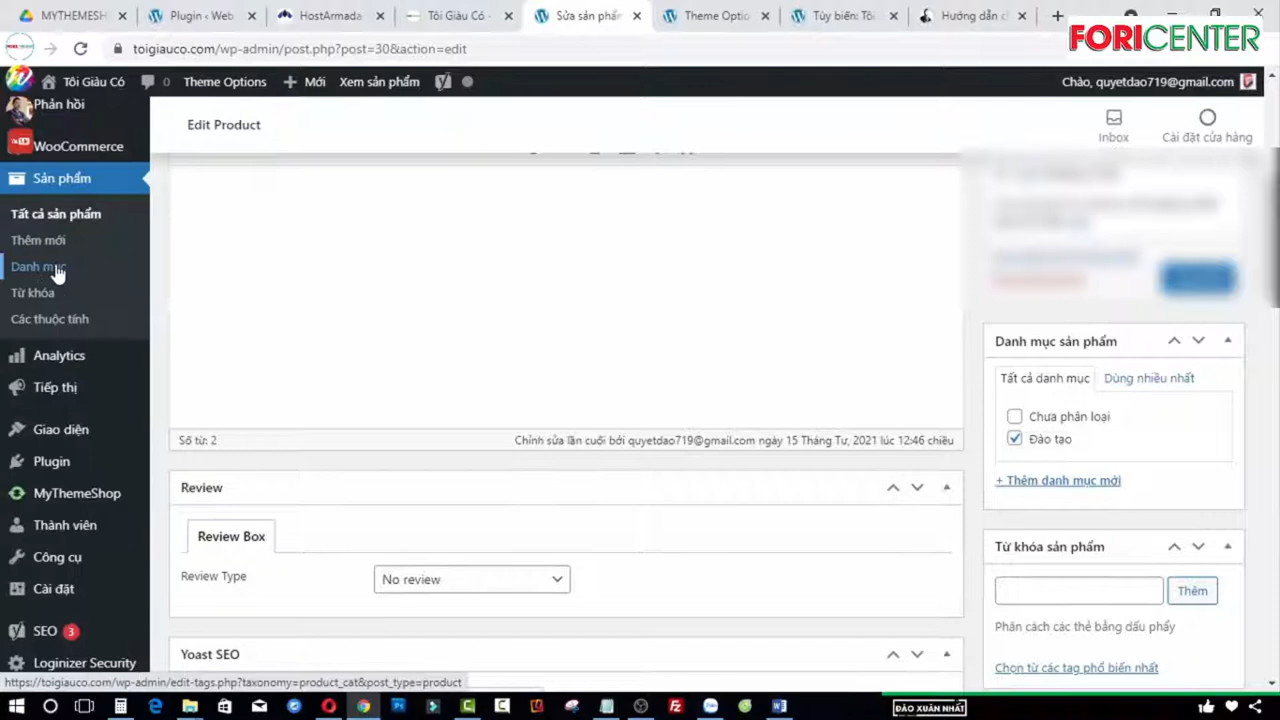 MYTHEMESH
Plugin ‹ Web
HostArmada
Tôi Giàu Có -
Sửa sản phẩm
Theme Optio
Tùy biến: Tô
Hướng dẫn c
FORICENTER
toigiauco.com/wp-admin/post.php?post=30&action=edit
Tôi Giàu Có
0
Theme Options
Mới
Xem sản phẩm
Chào, quyetdao719@gmail.com
Phản hồi
Edit Product
Inbox
Cài đặt cửa hàng
WooCommerce
Sản phẩm
Tất cả sản phẩm
Thêm mới
Danh mục
Từ khóa
Các thuộc tính
Analytics
Tiếp thị
Giao diện
Plugin
MyThemeShop
Thành viên
Công cụ
Cài đặt
SEO 3
Loginizer Security
Số từ: 2
Chỉnh sửa lần cuối bởi quyetdao719@gmail.com ngày 15 Tháng Tư, 2021 lúc 12:46 chiều
Review
Review Box
Review Type
No review
Yoast SEO
Danh mục sản phẩm
Tất cả danh mục
Dùng nhiều nhất
Chưa phân loại
Đào tạo
+ Thêm danh mục mới
Từ khóa sản phẩm
Thêm
Phân cách các thẻ bằng dấu phẩy
Chọn từ các tag phổ biến nhất
https://toigiauco.com/wp-admin/edit-tags.php?taxonomy=product_cat&post_type=product
ĐÀO XUÂN NHẤT